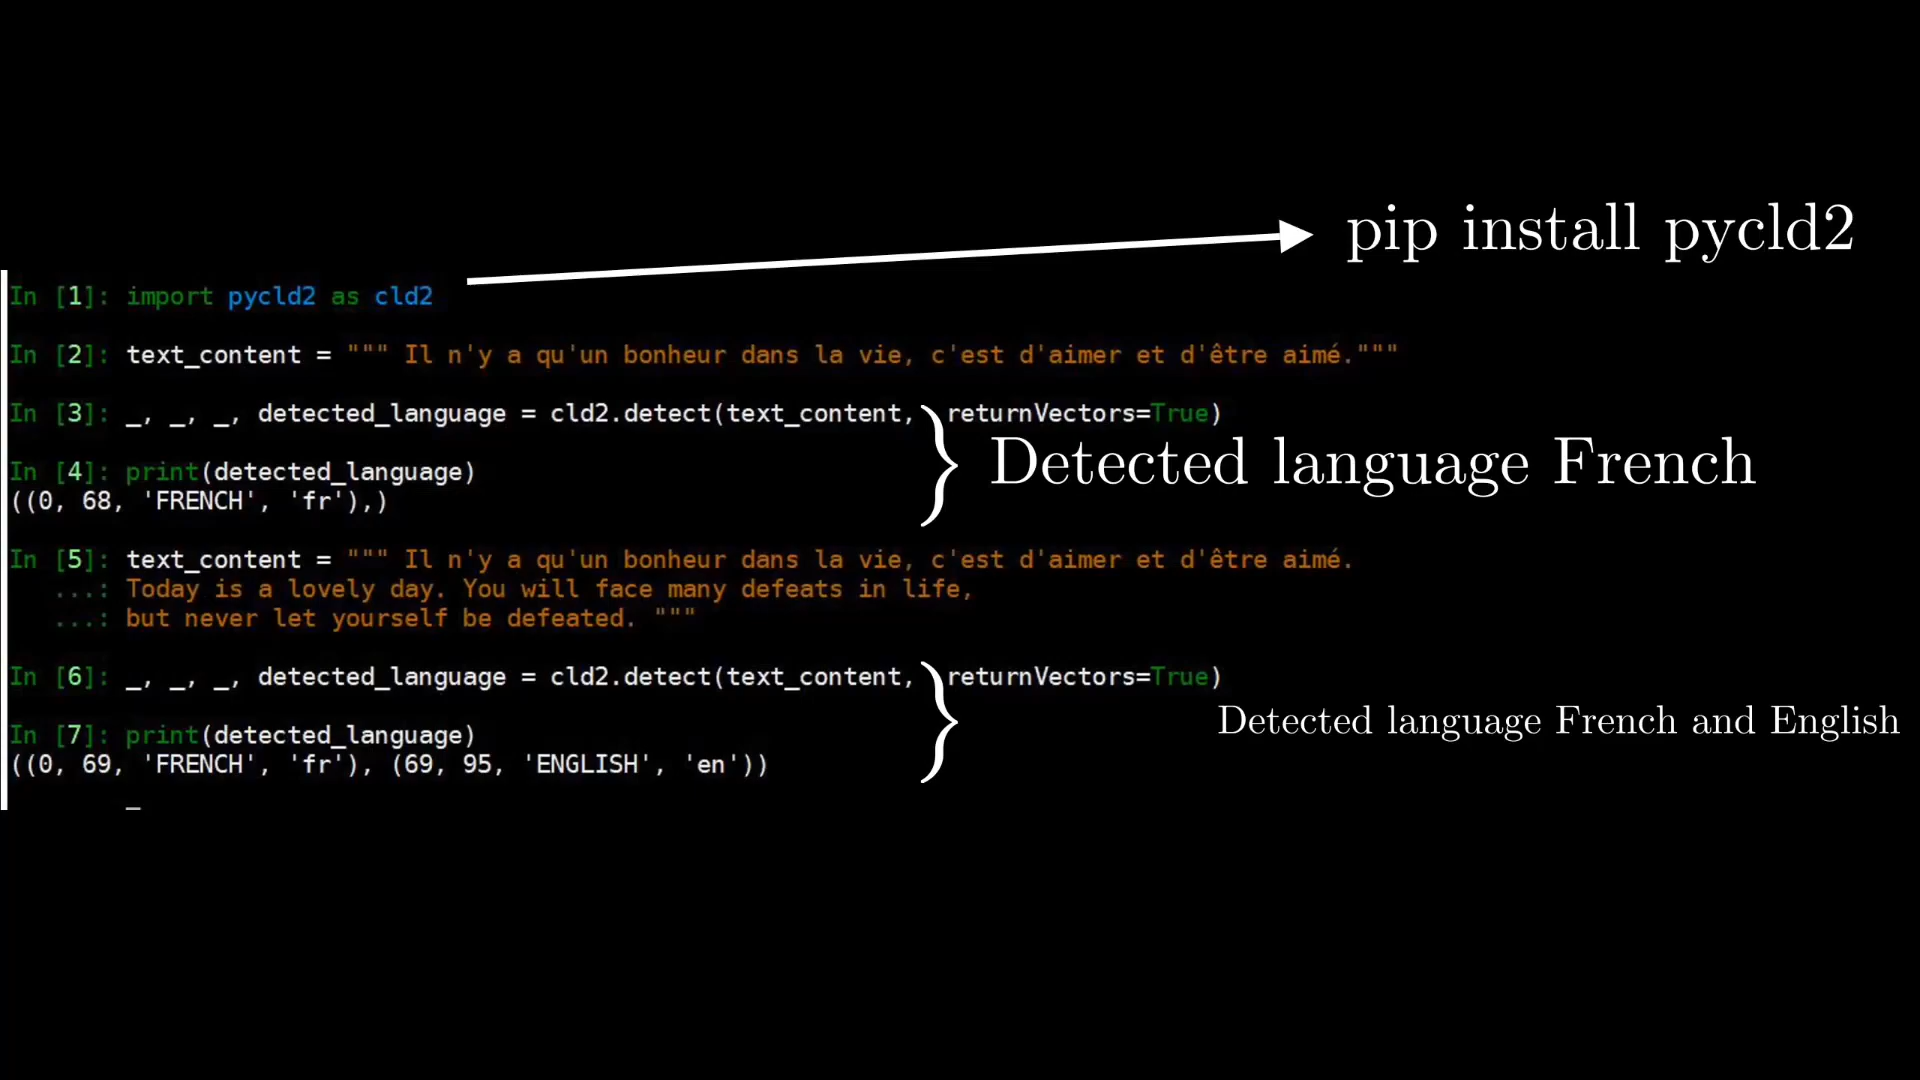 pip install pycld2
In [1]: import pycld2 as cld2
In [2]: text_content = """ Il n'y a qu'un bonheur dans la vie, c'est d'aimer et d'être aimé."""
In [3]: _, _, _, detected_language = cld2.detect(text_content, returnVectors=True)
Detected language French
In [4]: print(detected_language)
((0, 68, 'FRENCH', 'fr'),)
In [5]: text_content = """ Il n'y a qu'un bonheur dans la vie, c'est d'aimer et d'être aimé.
...: Today is a lovely day. You will face many defeats in life,
...: but never let yourself be defeated. """
In [6]: _, _, _, detected_language = cld2.detect(text_content, returnVectors=True)
Detected language French and English
In [7]: print(detected_language)
((0, 69, 'FRENCH', 'fr'), (69, 95, 'ENGLISH', 'en'))
_